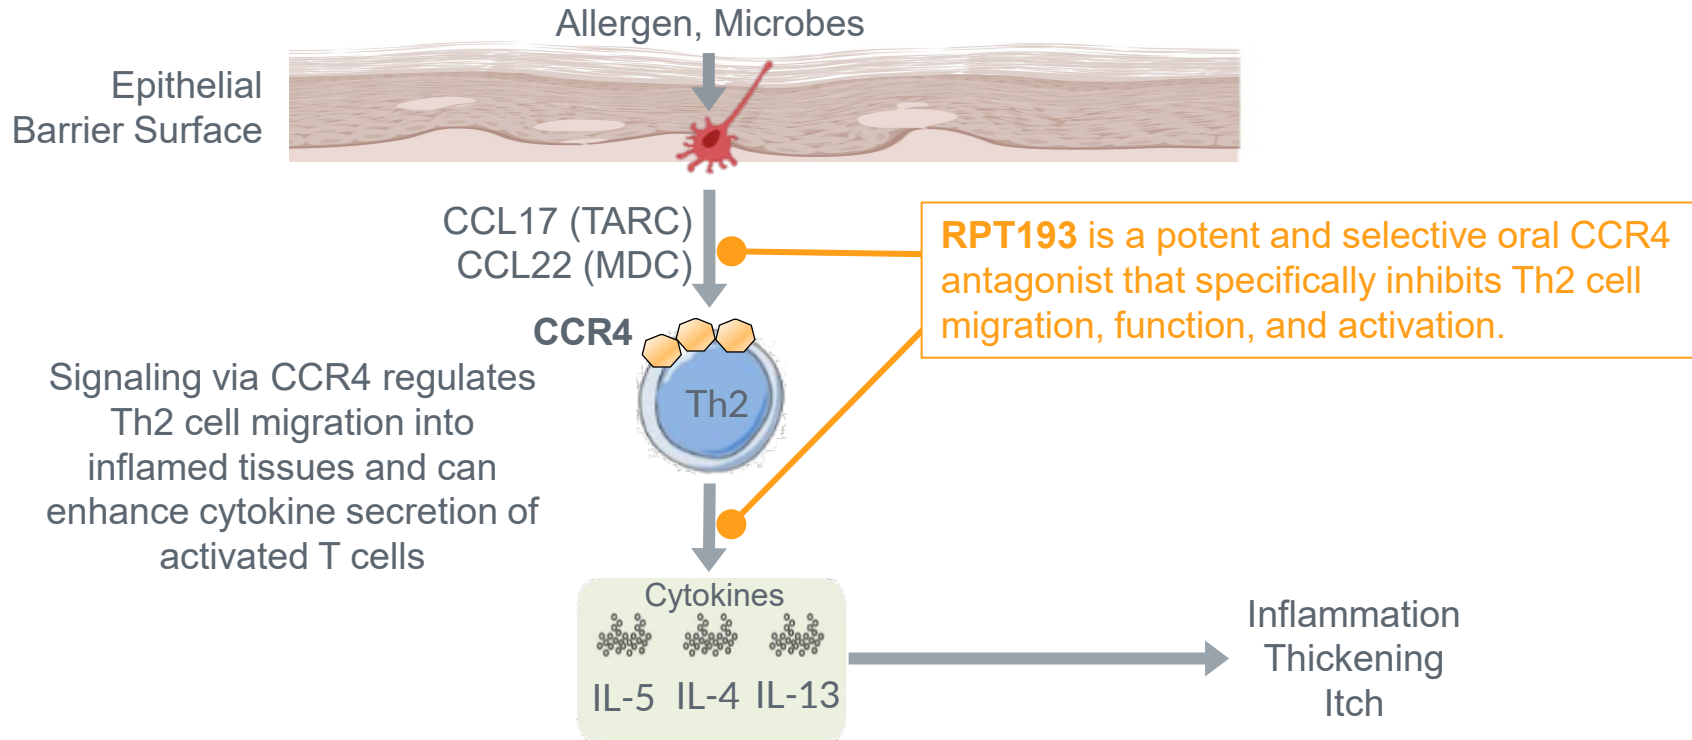 Allergen, Microbes
Epithelial
Barrier Surface
CCL17 (TARC)
CCL22 (MDC)
RPT193 is a potent and selective oral CCR4
antagonist that specifically inhibits Th2 cell
migration, function, and activation.
CCR4
Th2
Signaling via CCR4 regulates
Th2 cell migration into
inflamed tissues and can
enhance cytokine secretion of
activated T cells
Cytokines
IL-5 IL-4 IL-13
Inflammation
Thickening
Itch